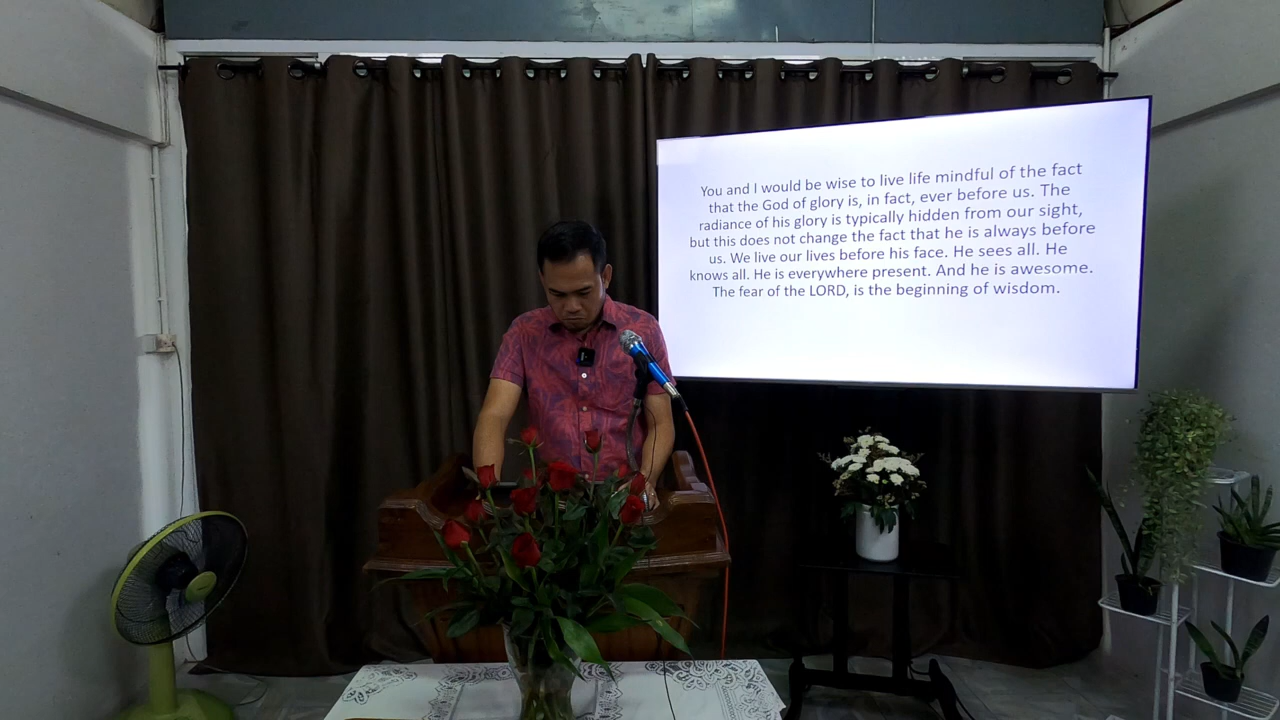 You and I would be wise to live life mindful of the fact
that the God of glory is, in fact, ever before us. The
radiance of his glory is typically hidden from our sight,
but this does not change the fact that he is always before
us. We live our lives before his face. He sees all. He
knows all. He is everywhere present. And he is awesome.
The fear of the LORD, is the beginning of wisdom.